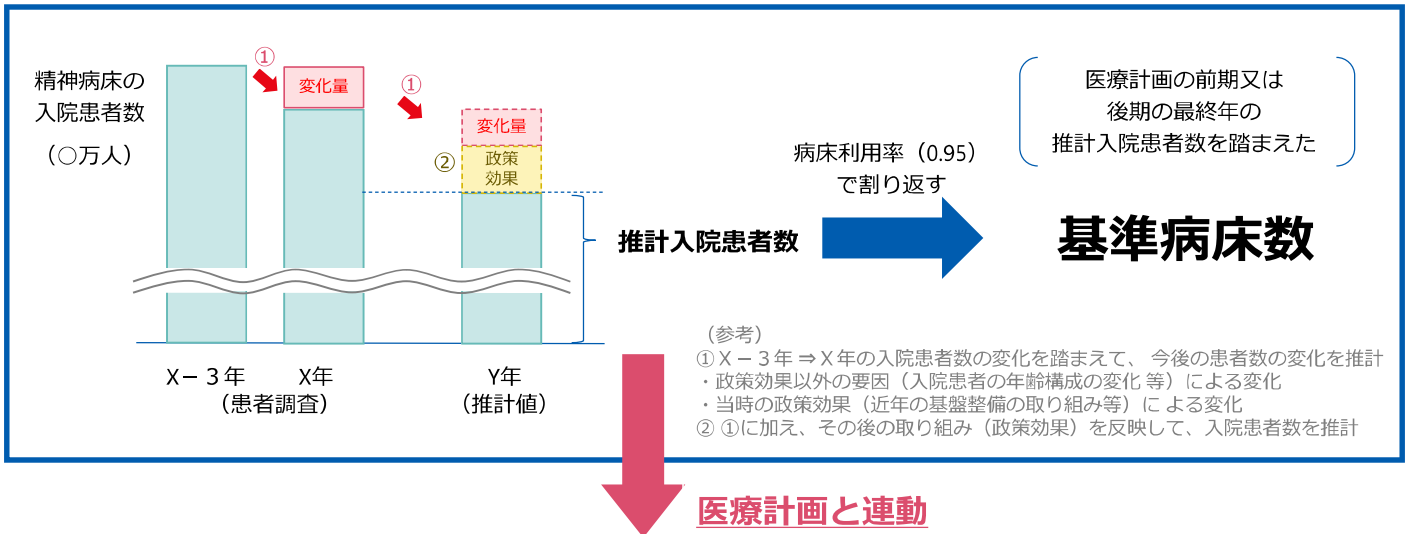 精神病床の
入院患者数
（○万人）
①
変化量
①
変化量
②
政策
効果
推計入院患者数
病床利用率（0.95）
で割り返す
医療計画の前期又は
後期の最終年の
推計入院患者数を踏まえた
基準病床数
X－３年
X年
（患者調査）
Y年
（推計値）
（参考）
①Ｘ－３年 ⇒Ｘ年の入院患者数の変化を踏まえて、 今後の患者数の変化を推計
・政策効果以外の要因（入院患者の年齢構成の変化 等）による変化
・当時の政策効果（近年の基盤整備の取り組み等）に よる変化
② ①に加え、その後の取り組み（政策効果）を反映して、入院患者数を推計
医療計画と連動